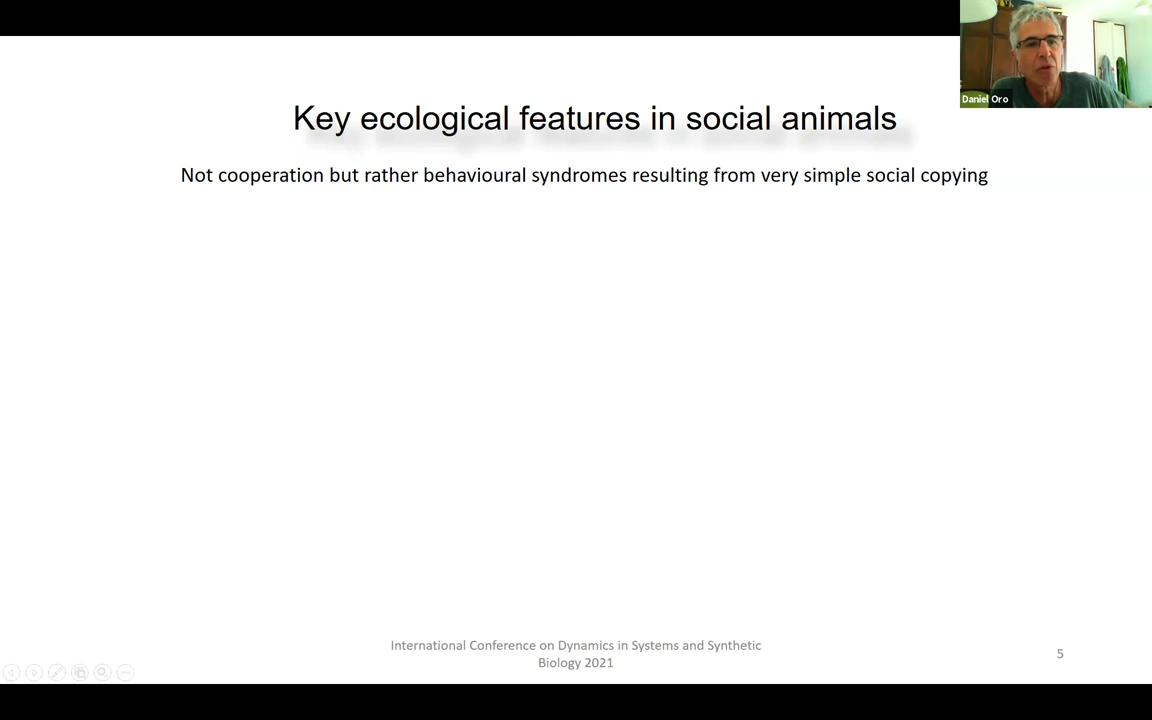 Daniel Oro
Key ecological features in social animals
Not cooperation but rather behavioural syndromes resulting from very simple social copying
International Conference on Dynamics in Systems and Synthetic
Biology 2021
5